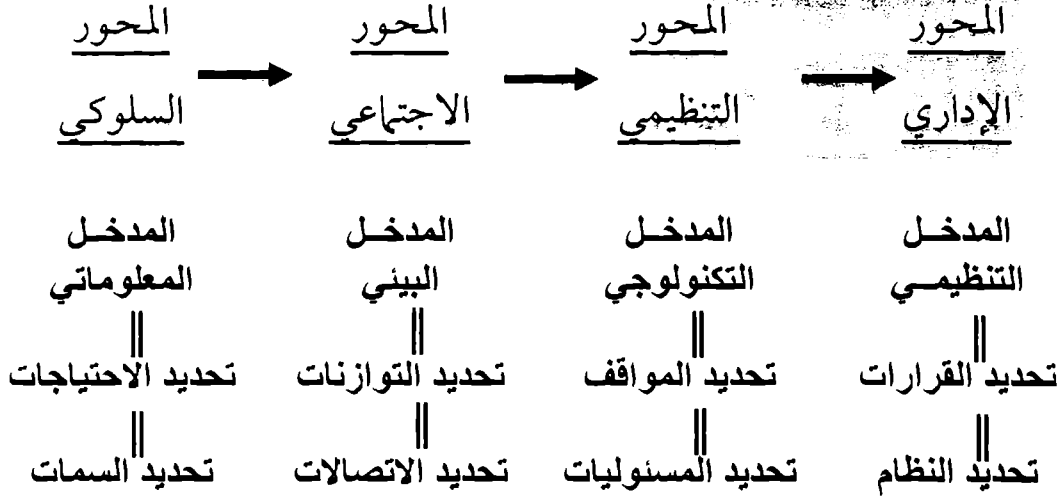 المحور المحور المحور المحور
الإداري التنظيمي الاجتماعي السلوكي
المدخل المدخل المدخل المدخل
التنظيمي التكنولوجي البيئي المعلوماتي
تحديد القرارات تحديد المواقف تحديد التوازنات تحديد الاحتياجات
تحديد النظام تحديد المسئوليات تحديد الاتصالات تحديد السمات